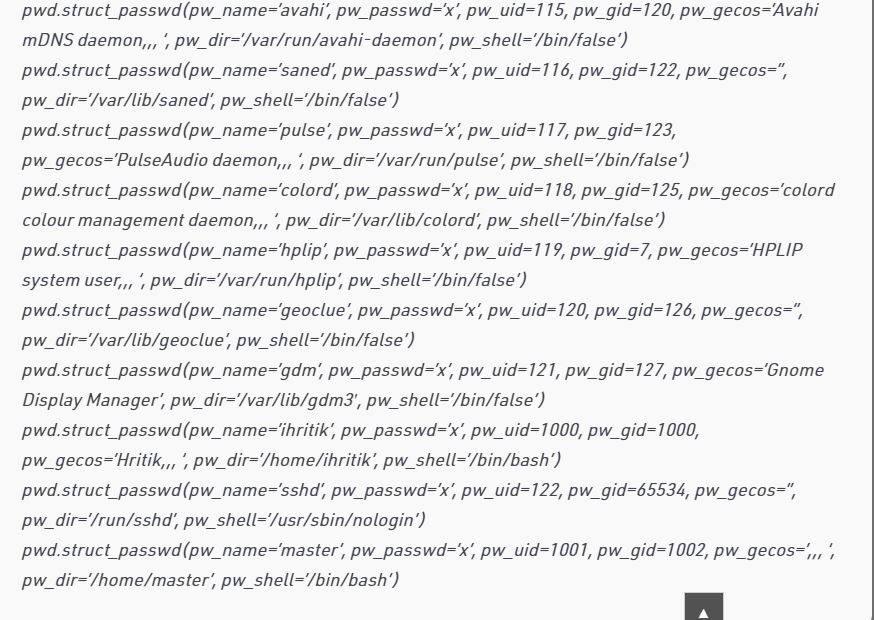 pwd.struct_passwd(pw_name=’avahi’, pw_passwd=’x’, pw_uid=115, pw_gid=120, pw_gecos=’Avahi
mDNS daemon,,, ‘, pw_dir=’/var/run/avahi-daemon’, pw_shell=’/bin/false’)
pwd.struct_passwd(pw_name=’saned’, pw_passwd=’x’, pw_uid=116, pw_gid=122, pw_gecos=”,
pw_dir=’/var/lib/saned’, pw_shell=’/bin/false’)
pwd.struct_passwd(pw_name=’pulse’, pw_passwd=’x’, pw_uid=117, pw_gid=123,
pw_gecos=’PulseAudio daemon,,, ‘, pw_dir=’/var/run/pulse’, pw_shell=’/bin/false’)
pwd.struct_passwd(pw_name=’colord’, pw_passwd=’x’, pw_uid=118, pw_gid=125, pw_gecos=’colord
colour management daemon,,, ‘, pw_dir=’/var/lib/colord’, pw_shell=’/bin/false’)
pwd.struct_passwd(pw_name=’hplip’, pw_passwd=’x’, pw_uid=119, pw_gid=7, pw_gecos=’HPLIP
system user,,, ‘, pw_dir=’/var/run/hplip’, pw_shell=’/bin/false’)
pwd.struct_passwd(pw_name=’geoclue’, pw_passwd=’x’, pw_uid=120, pw_gid=126, pw_gecos=”,
pw_dir=’/var/lib/geoclue’, pw_shell=’/bin/false’)
pwd.struct_passwd(pw_name=’gdm’, pw_passwd=’x’, pw_uid=121, pw_gid=127, pw_gecos=’Gnome
Display Manager’, pw_dir=’/var/lib/gdm3′, pw_shell=’/bin/false’)
pwd.struct_passwd(pw_name=’ihritik’, pw_passwd=’x’, pw_uid=1000, pw_gid=1000,
pw_gecos=’Hritik,,, ‘, pw_dir=’/home/ihritik’, pw_shell=’/bin/bash’)
pwd.struct_passwd(pw_name=’sshd’, pw_passwd=’x’, pw_uid=122, pw_gid=65534, pw_gecos=”,
pw_dir=’/run/sshd’, pw_shell=’/usr/sbin/nologin’)
pwd.struct_passwd(pw_name=’master’, pw_passwd=’x’, pw_uid=1001, pw_gid=1002, pw_gecos=’,,, ‘,
pw_dir=’/home/master’, pw_shell=’/bin/bash’)